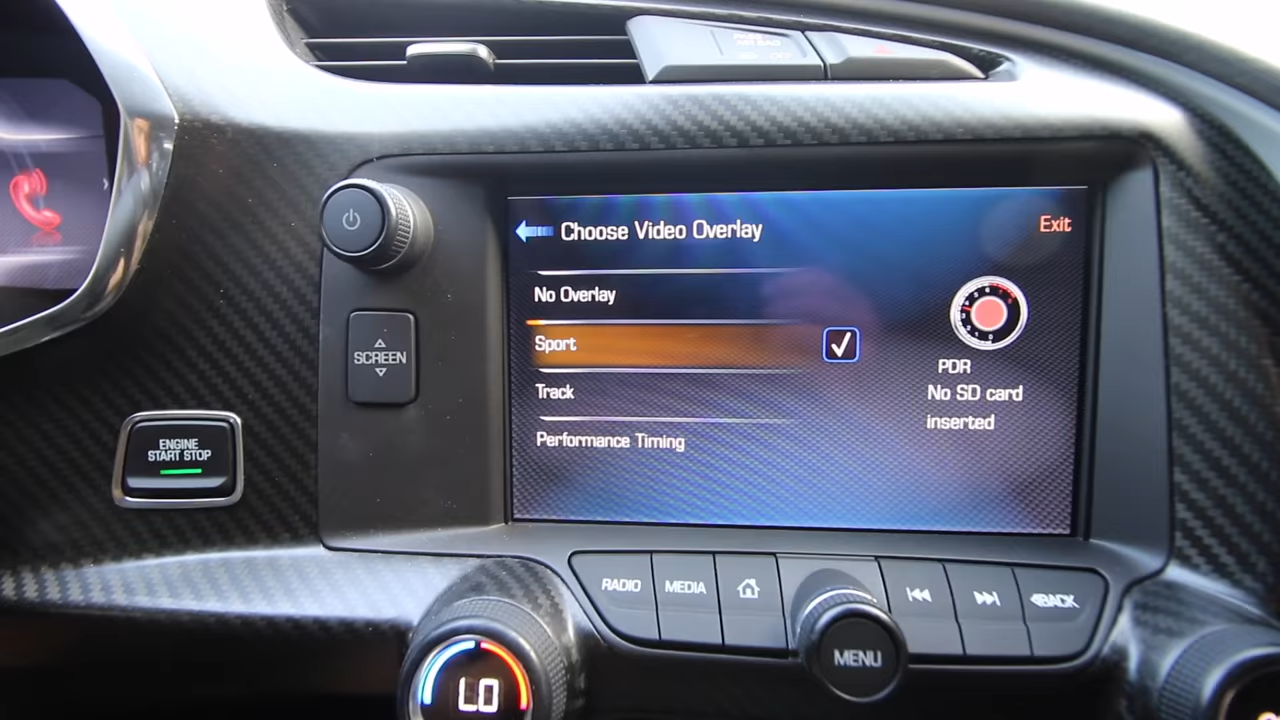 Choose Video Overlay
Exit
No Overlay
Sport
Track
Performance Timing
PDR
No SD card
inserted
SCREEN
ENGINE
START STOP
RADIO
MEDIA
BACK
MENU
LO